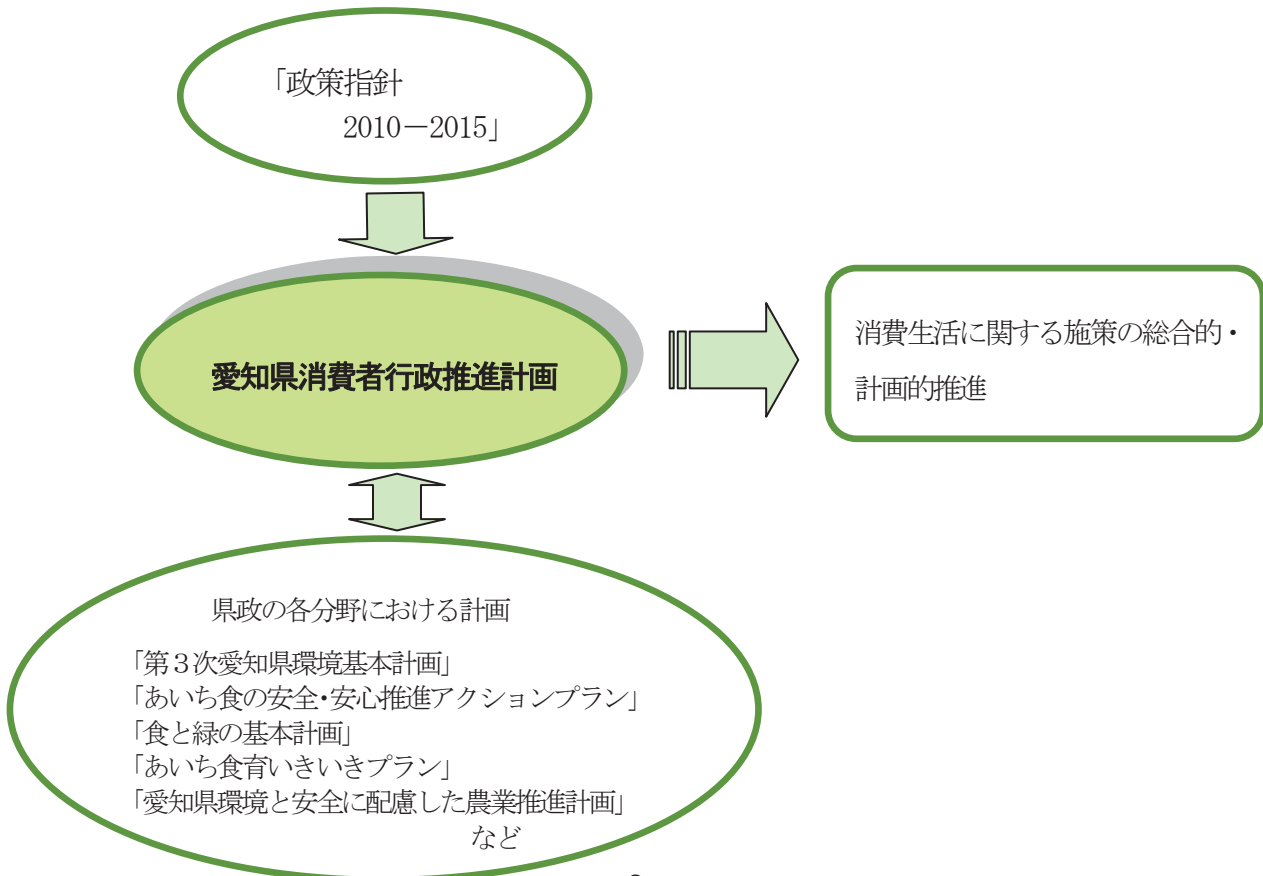 「政策指針
2010－2015」
愛知県消費者行政推進計画
消費生活に関する施策の総合的・
計画的推進
県政の各分野における計画
「第３次愛知県環境基本計画」
「あいち食の安全・安心推進アクションプラン」
「食と緑の基本計画」
「あいち食育いきいきプラン」
「愛知県環境と安全に配慮した農業推進計画」
など